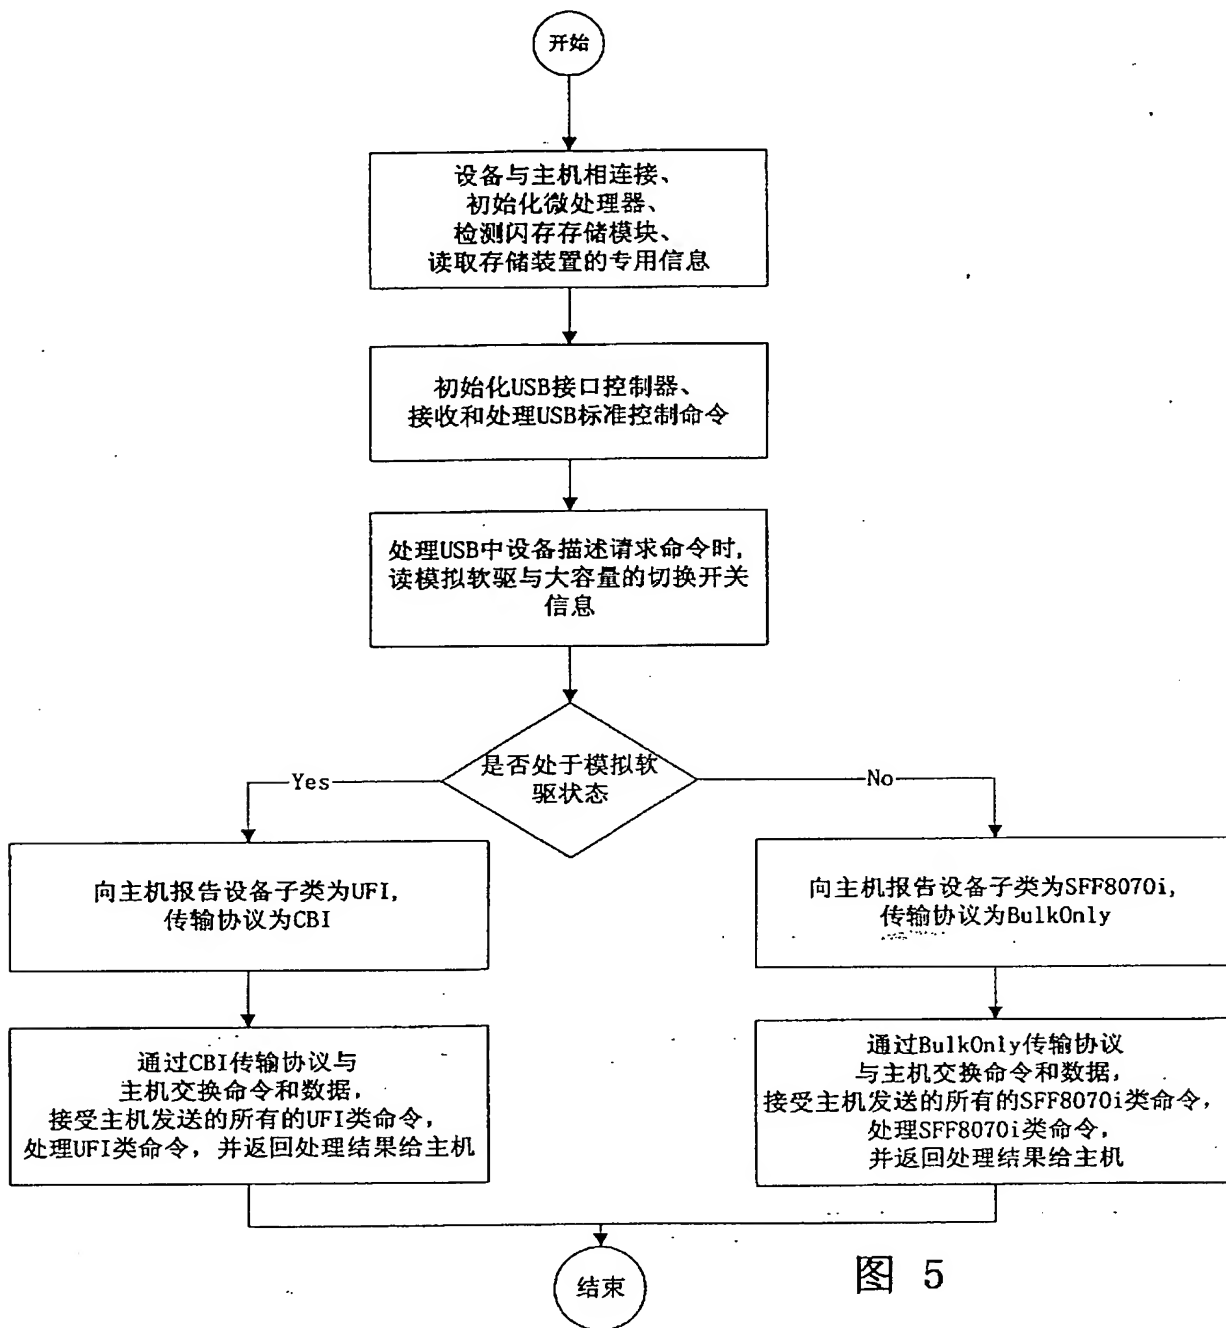 开始
设备与主机相连接、
初始化微处理器、
检测闪存存储模块、
读取存储装置的专用信息
初始化USB接口控制器、
接收和处理USB标准控制命令
处理USB中设备描述请求命令时,
读模拟软驱与大容量的切换开关
信息
是否处于模拟软
驱状态
Yes
No
向主机报告设备子类为UFI,
传输协议为CBI
向主机报告设备子类为SFF8070i,
传输协议为BulkOnly
通过CBI传输协议与
主机交换命令和数据,
接受主机发送的所有的UFI类命令,
处理UFI类命令, 并返回处理结果给主机
通过BulkOnly传输协议
与主机交换命令和数据,
接受主机发送的所有的SFF8070i类命令,
处理SFF8070i类命令,
并返回处理结果给主机
结束
图 5